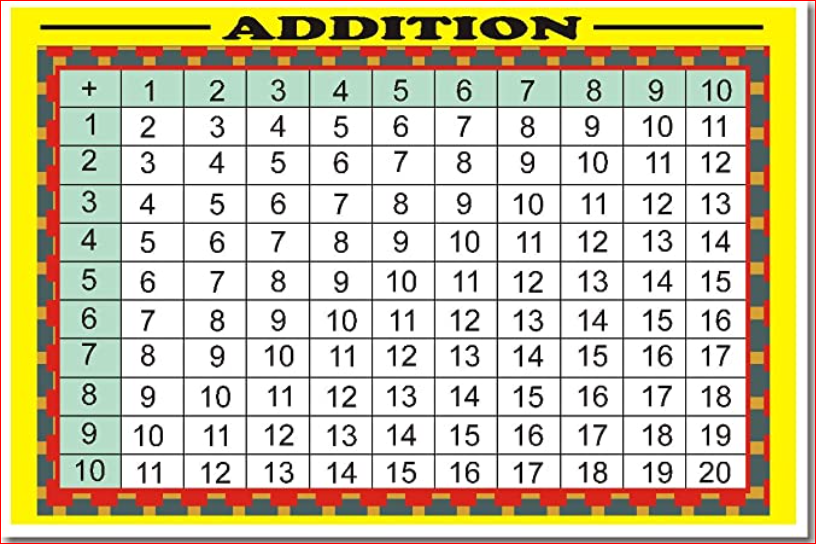 ADDITION
+ 1 2 3 4 5 6 7 8 9 10
1 2 3 4 5 6 7 8 9 10 11
2 3 4 5 6 7 8 9 10 11 12
3 4 5 6 7 8 9 10 11 12 13
4 5 6 7 8 9 10 11 12 13 14
5 6 7 8 9 10 11 12 13 14 15
6 7 8 9 10 11 12 13 14 15 16
7 8 9 10 11 12 13 14 15 16 17
8 9 10 11 12 13 14 15 16 17 18
9 10 11 12 13 14 15 16 17 18 19
10 11 12 13 14 15 16 17 18 19 20